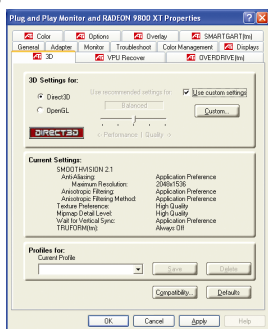 Plug and Play Monitor and RADEON 9800 XT Properties
Color Options Overlay SMARTGART(tm)
General Adapter Monitor Troubleshoot Color Management Displays
3D VPU Recover OVERDRIVE(tm)
3D Settings for:
Use recommended settings for: Use custom settings
Direct3D
Balanced
OpenGL
Custom...
DIRECT3D
< Performance | Quality >
Current Settings:
SMOOTHVISION 2.1
Anti-Aliasing: Application Preference
Maximum Resolution: 2048x1536
Anisotropic Filtering: Application Preference
Anisotropic Filtering Method: Application Preference
Texture Preference: High Quality
Mipmap Detail Level: High Quality
Wait for Vertical Sync: Application Preference
TRUFORM(tm): Always Off
Profiles for:
Current Profile
Save Delete
Compatibility... Defaults
OK Cancel Apply Help